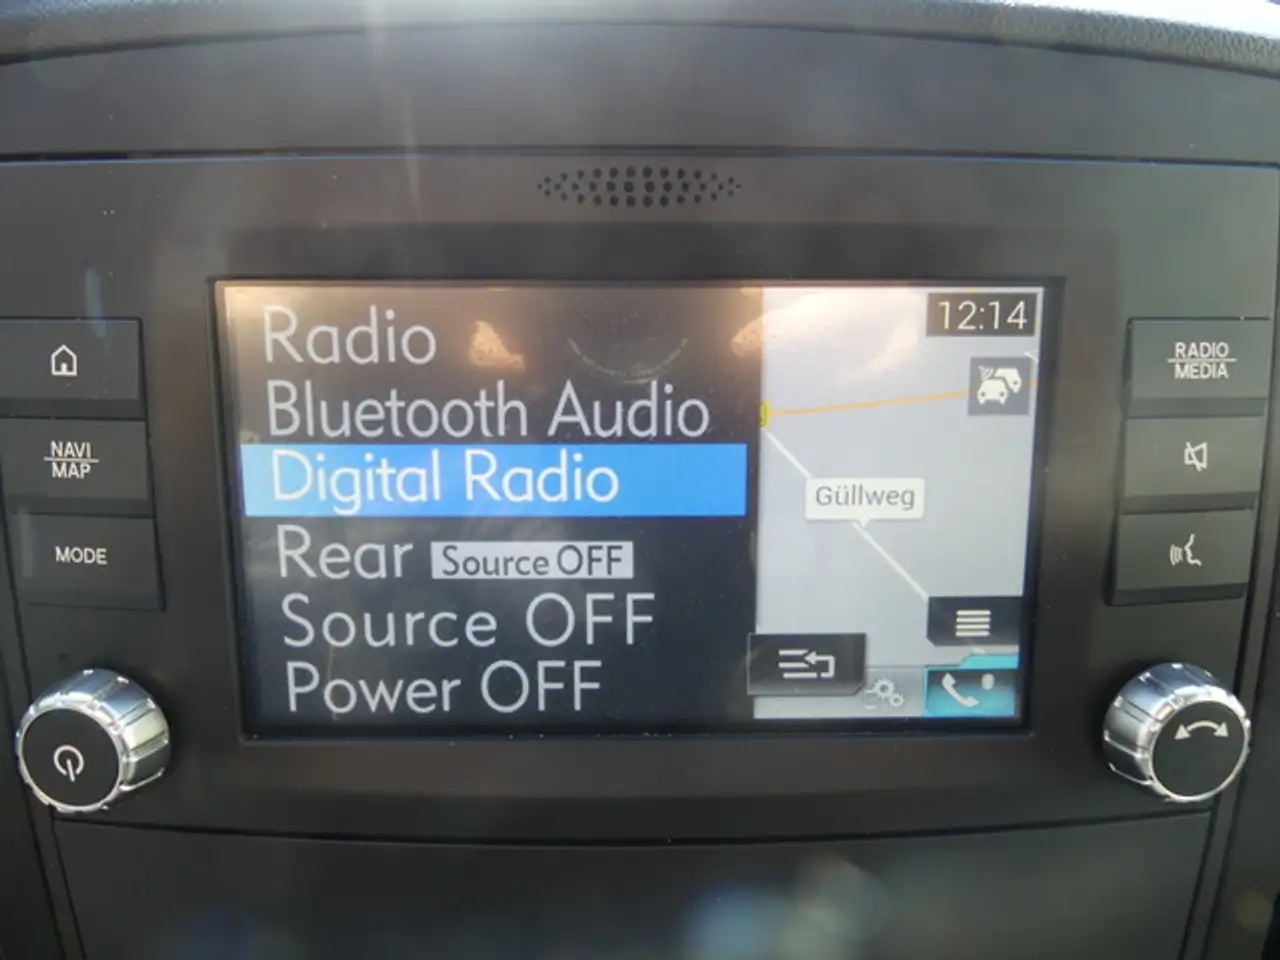 12:14
Radio
RADIO
MEDIA
Bluetooth Audio
NAVI
MAP
Digital Radio
Güllweg
MODE
Rear Source OFF
Source OFF
Power OFF